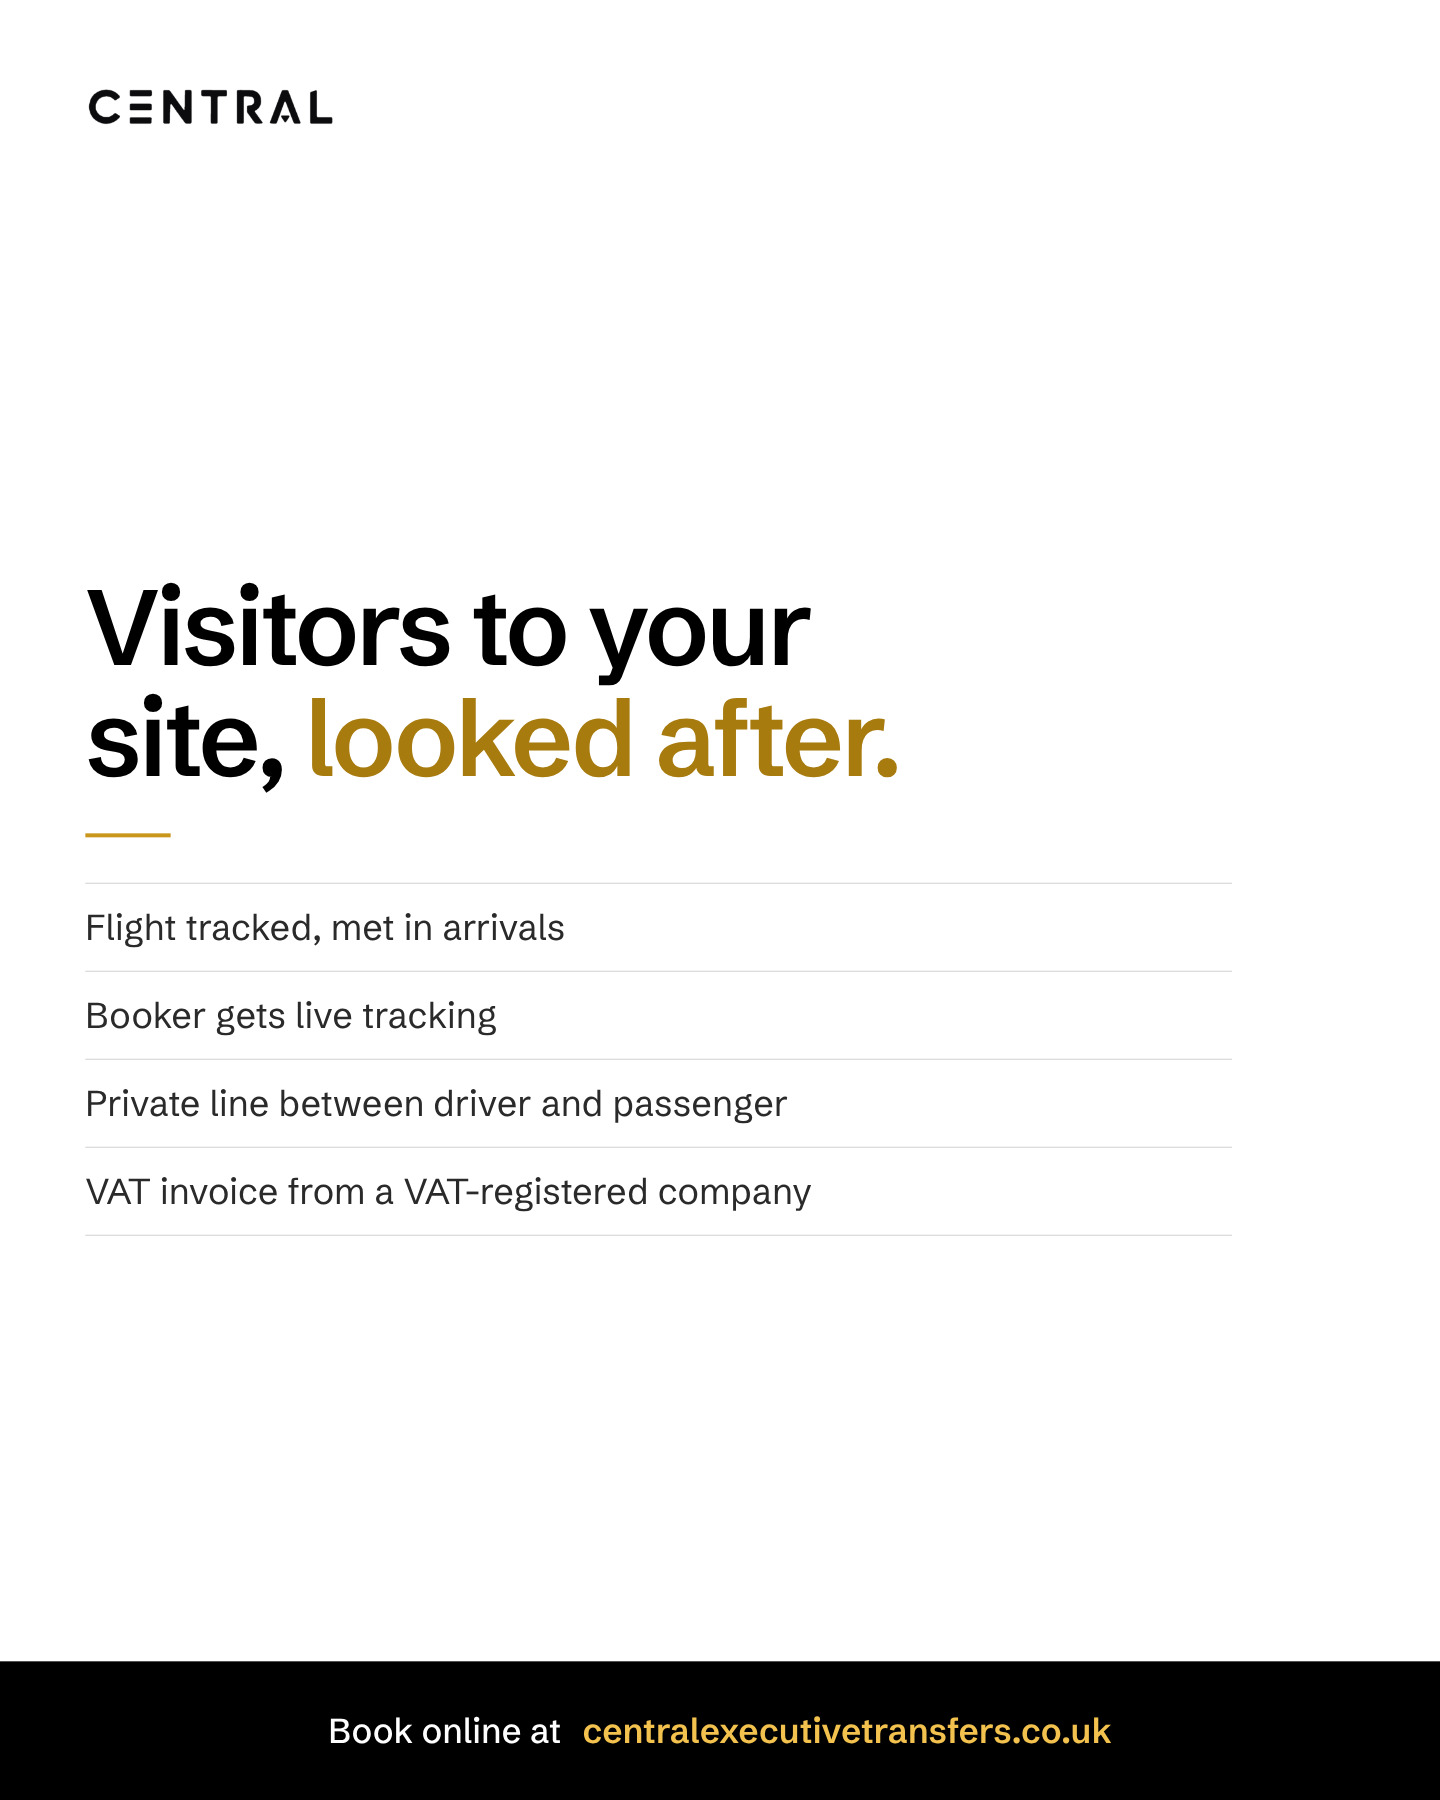 CENTRAL
Visitors to your
site, looked after.
Flight tracked, met in arrivals
Booker gets live tracking
Private line between driver and passenger
VAT invoice from a VAT-registered company
Book online at centralexecutivetransfers.co.uk